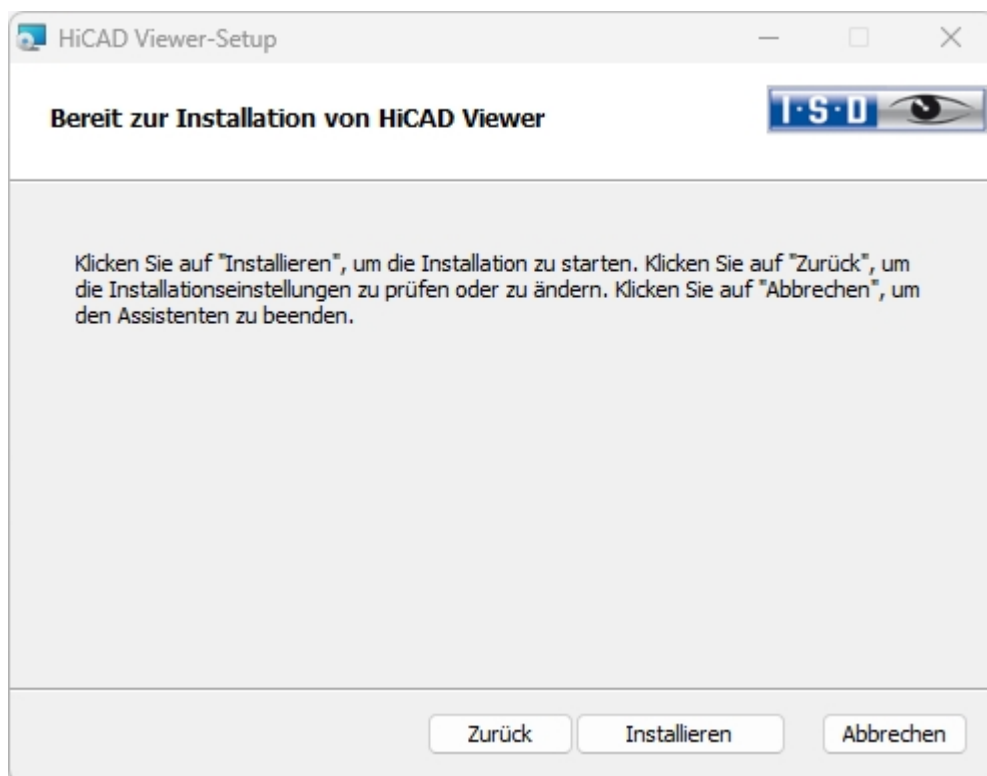 HiCAD Viewer-Setup
Bereit zur Installation von HiCAD Viewer
I·S·D
Klicken Sie auf "Installieren", um die Installation zu starten. Klicken Sie auf "Zurück", um
die Installationseinstellungen zu prüfen oder zu ändern. Klicken Sie auf "Abbrechen", um
den Assistenten zu beenden.
Zurück
Installieren
Abbrechen